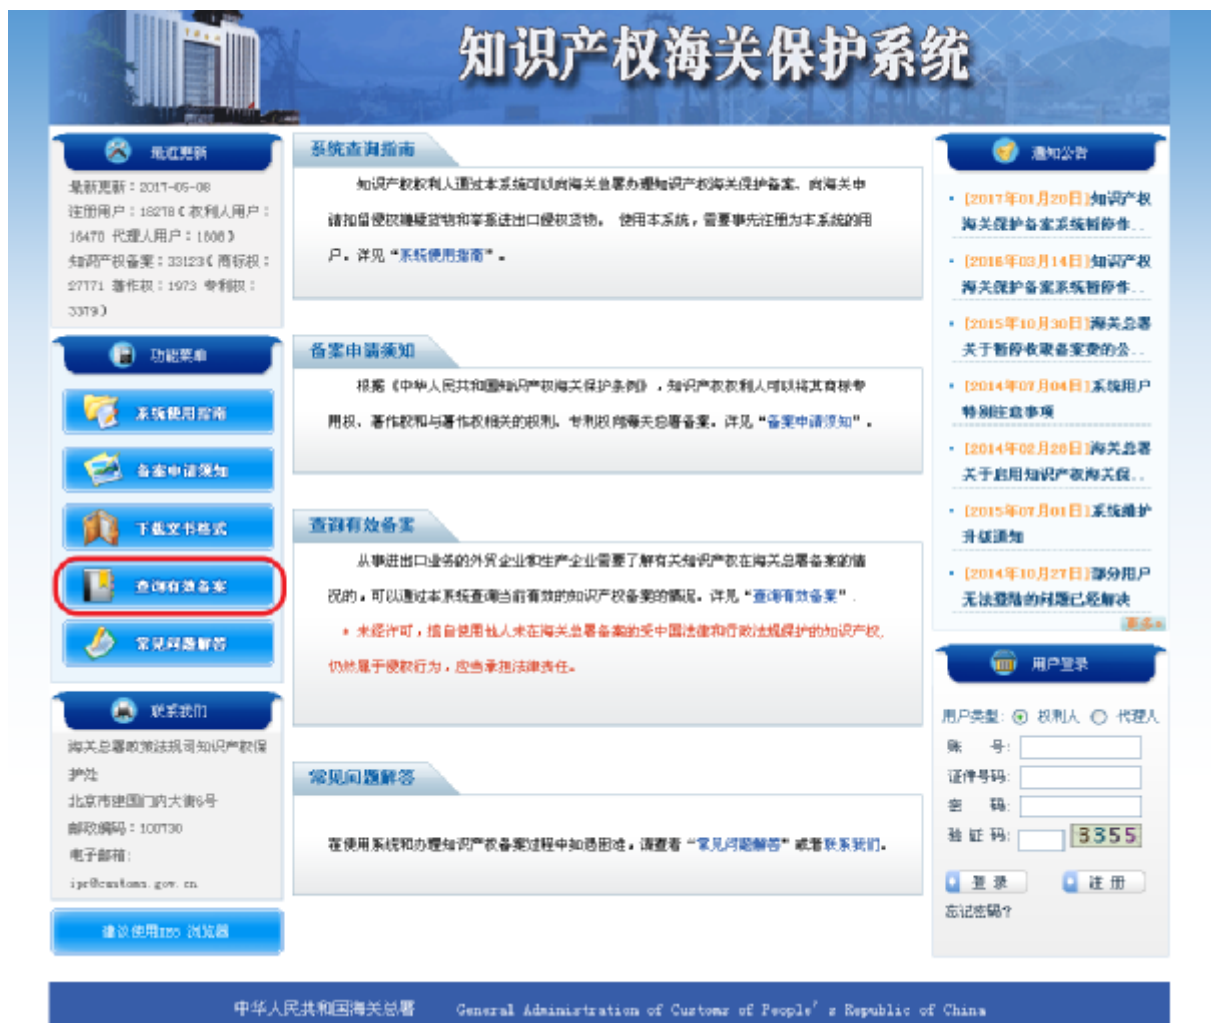 知识产权海关保护系统
最近更新
最新更新：2017-05-08
注册用户：18278（权利人用户：
16470 代理人用户：1808）
知识产权备案：33123（商标权：
27771 著作权：1973 专利权：
3379）
功能菜单
系统使用指南
备案申请须知
下载文书格式
查询有效备案
常见问题解答
联系我们
海关总署政策法规司知识产权保
护处
北京市建国门内大街6号
邮政编码：100730
电子邮箱：
ipr@customs.gov.cn
建议使用IE6 浏览器
系统查询指南
知识产权权利人通过本系统可以向海关总署办理知识产权海关保护备案、向海关申
请扣留侵权嫌疑货物和举报进出口侵权货物。 使用本系统，需要事先注册为本系统的用
户。详见“系统使用指南”。
备案申请须知
根据《中华人民共和国知识产权海关保护条例》，知识产权权利人可以将其商标专
用权、著作权和与著作权相关的权利、专利权向海关总署备案。详见“备案申请须知”。
查询有效备案
从事进出口业务的外贸企业和生产企业需要了解有关知识产权在海关总署备案的情
况的，可以通过本系统查询当前有效的知识产权备案的情况。详见“查询有效备案”.
* 未经许可，擅自使用他人未在海关总署备案的受中国法律和行政法规保护的知识产权,
仍然属于侵权行为，应当承担法律责任。
常见问题解答
在使用系统和办理知识产权备案过程中如遇困难，请查看“常见问题解答”或者联系我们。
通知公告
[2017年01月20日]知识产权
海关保护备案系统暂停作..
[2016年03月14日]知识产权
海关保护备案系统暂停作...
[2015年10月30日]海关总署
关于暂停收取备案费的公..
[2014年07月04日]系统用户
特别注意事项
[2014年02月26日]海关总署
关于启用知识产权海关保..
[2015年07月01日]系统维护
升级通知
[2014年10月27日]部分用户
无法登陆的问题已经解决
更多»
用户登录
用户类型: 权利人 代理人
账 号:
证件号码:
密 码:
验 证 码: 3355
登 录 注 册
忘记密码?
中华人民共和国海关总署 General Administration of Customs of People's Republic of China